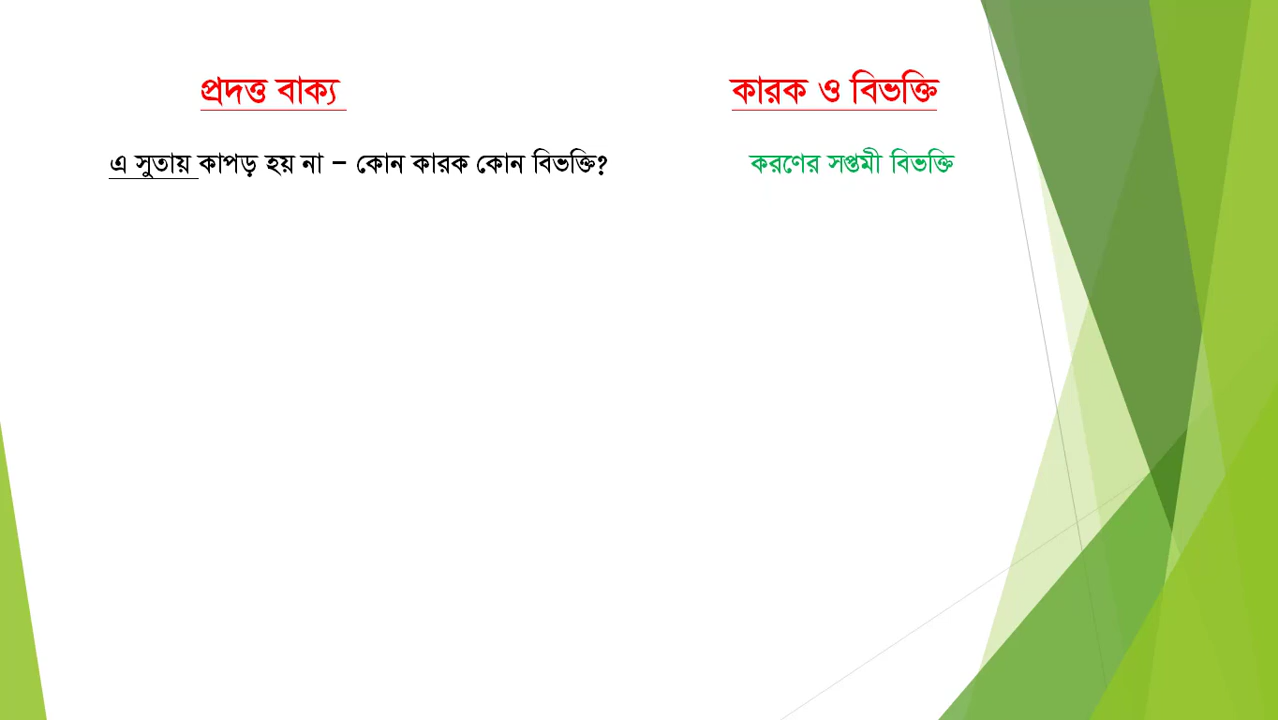 প্রদত্ত বাক্য
কারক ও বিভক্তি
এ সুতায় কাপড় হয় না – কোন কারক কোন বিভক্তি?
করণের সপ্তমী বিভক্তি